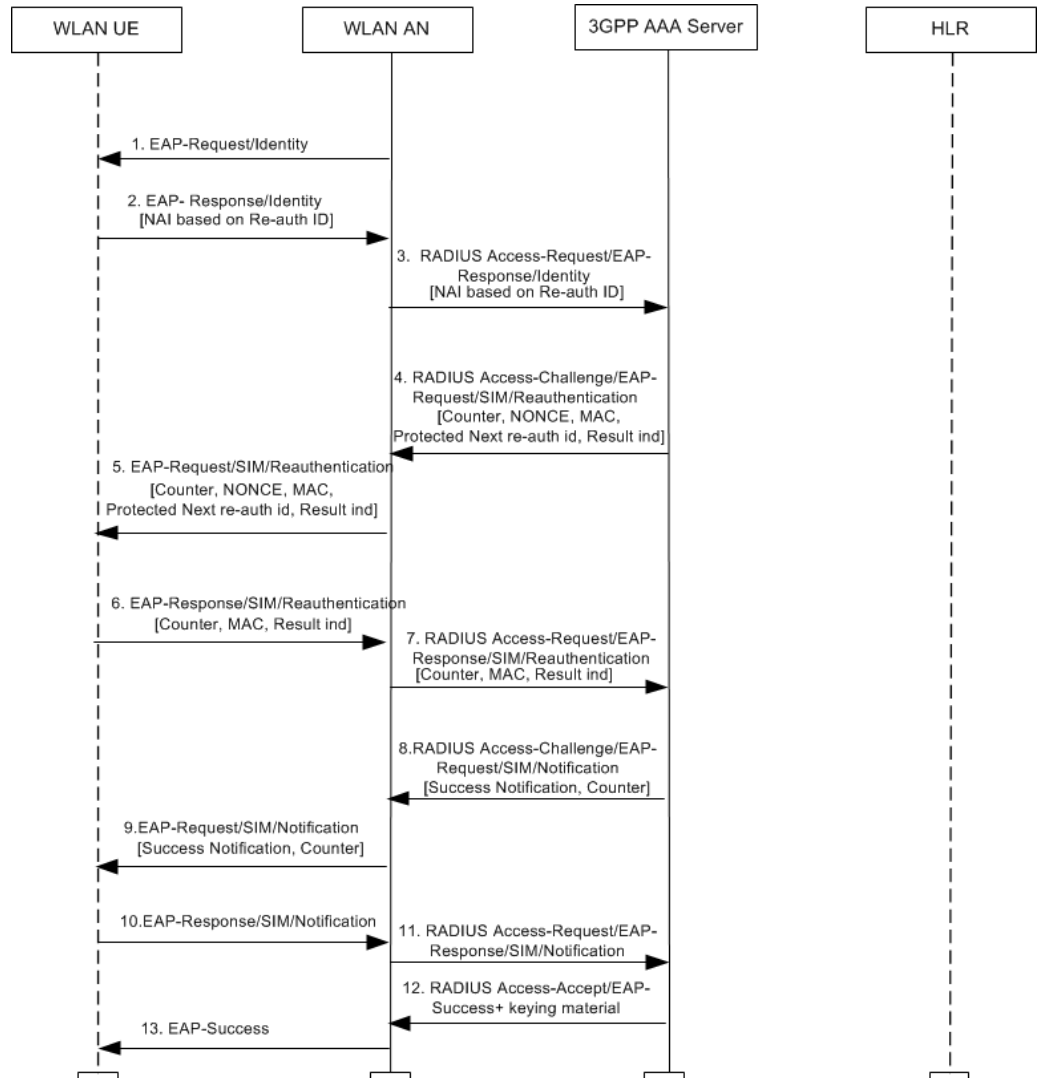 WLAN UE
WLAN AN
3GPP AAA Server
HLR
1. EAP-Request/Identity
2. EAP- Response/Identity
[NAI based on Re-auth ID]
3. RADIUS Access-Request/EAP-
Response/Identity
[NAI based on Re-auth ID]
4. RADIUS Access-Challenge/EAP-
Request/SIM/Reauthentication
[Counter, NONCE, MAC,
Protected Next re-auth id, Result ind]
5. EAP-Request/SIM/Reauthentication
[Counter, NONCE, MAC,
Protected Next re-auth id, Result ind]
6. EAP-Response/SIM/Reauthentication
[Counter, MAC, Result ind]
7. RADIUS Access-Request/EAP-
Response/SIM/Reauthentication
[Counter, MAC, Result ind]
8.RADIUS Access-Challenge/EAP-
Request/SIM/Notification
[Success Notification, Counter]
9.EAP-Request/SIM/Notification
[Success Notification, Counter]
10.EAP-Response/SIM/Notification
11. RADIUS Access-Request/EAP-
Response/SIM/Notification
12. RADIUS Access-Accept/EAP-
Success+ keying material
13. EAP-Success